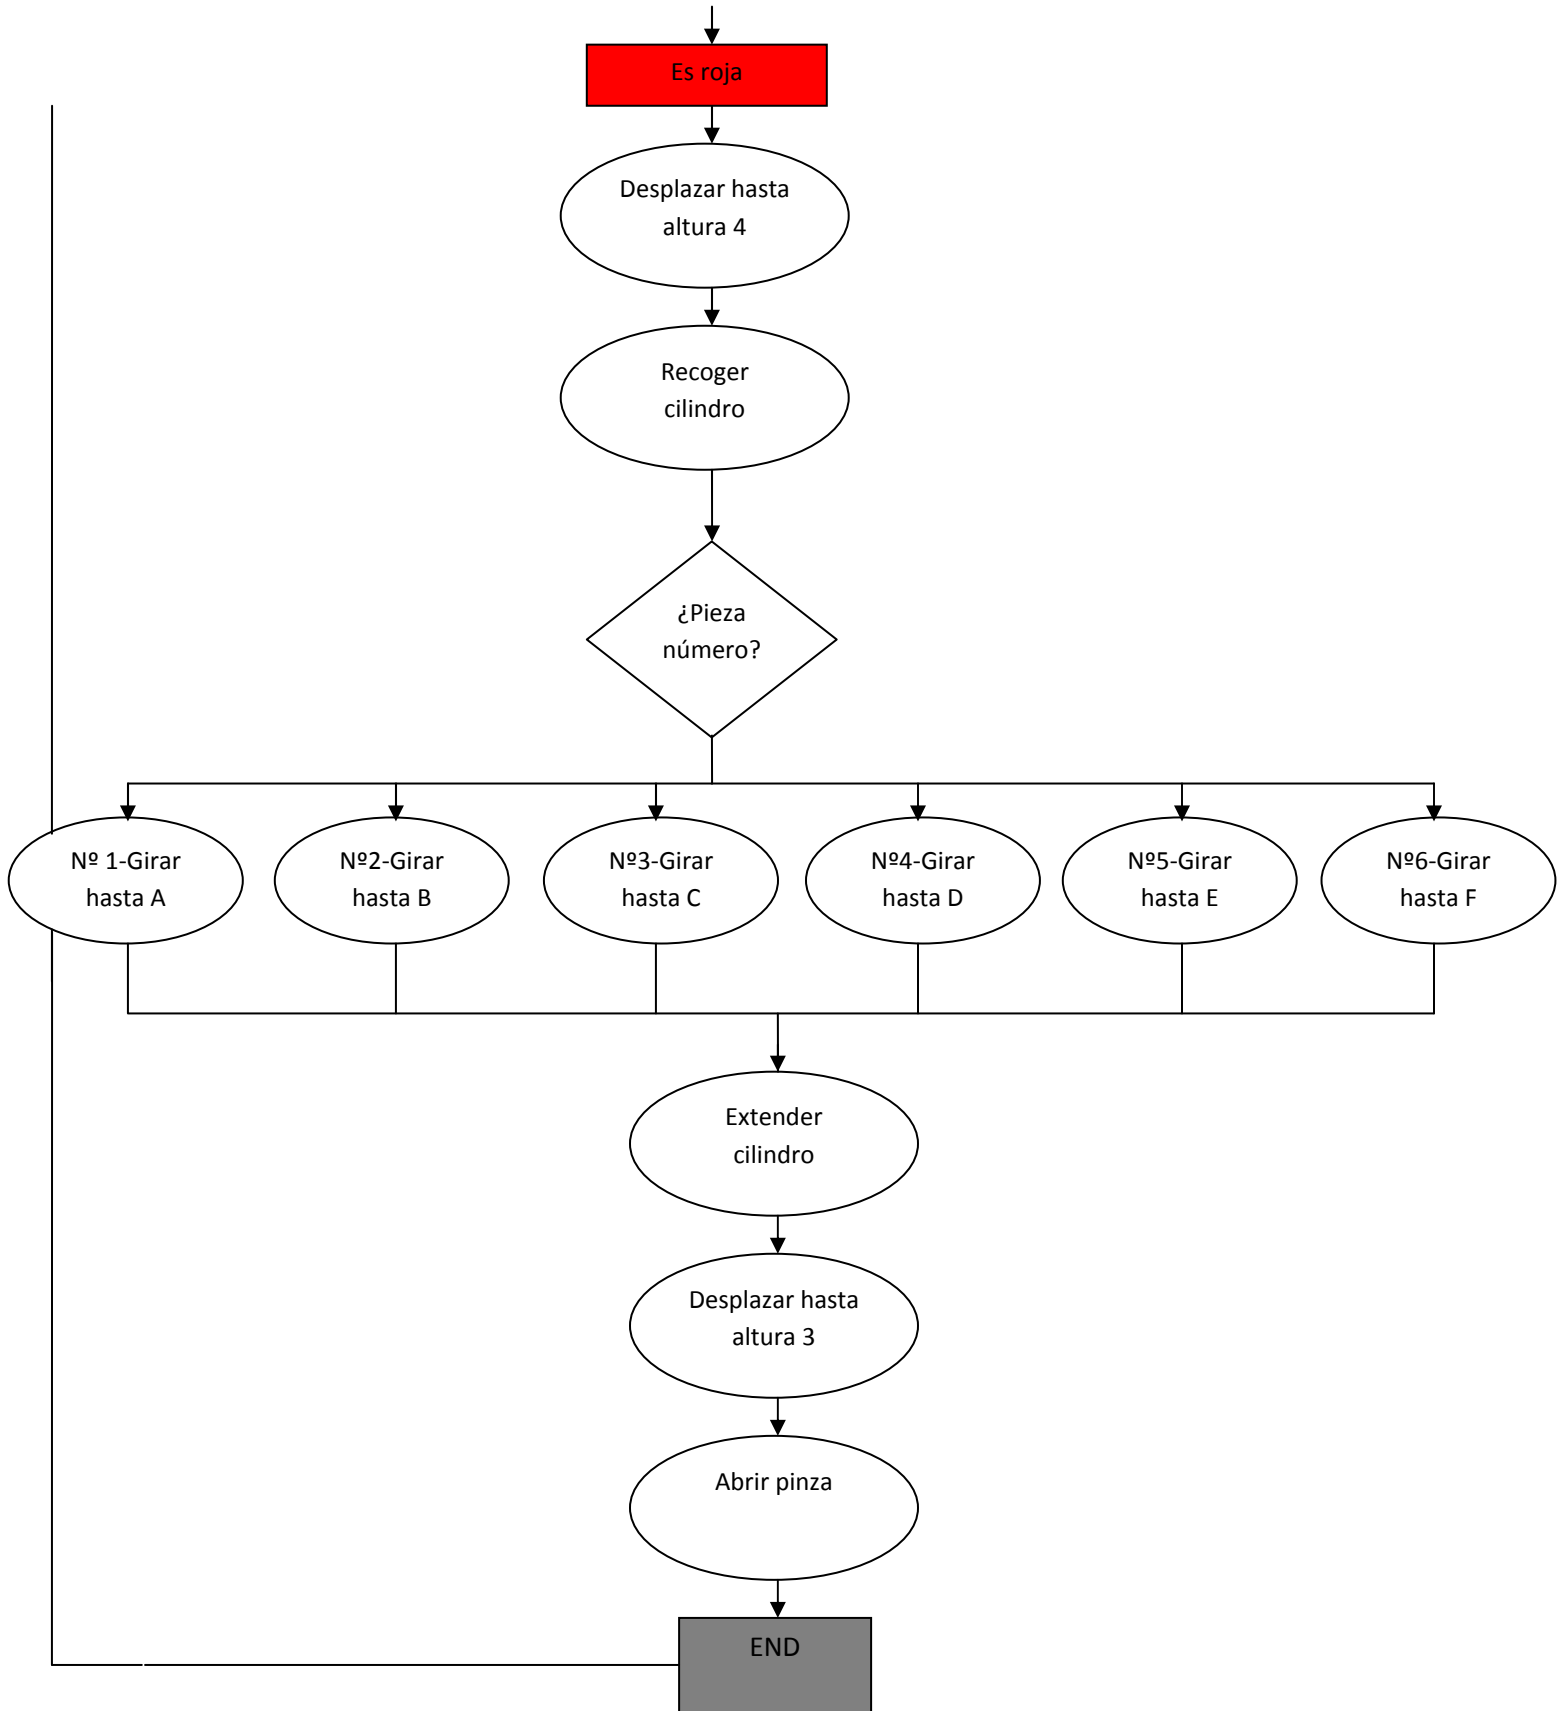 Es roja
Desplazar hasta
altura 4
Recoger
cilindro
¿Pieza
número?
Nº 1-Girar
hasta A
Nº2-Girar
hasta B
Nº3-Girar
hasta C
Nº4-Girar
hasta D
Nº5-Girar
hasta E
Nº6-Girar
hasta F
Extender
cilindro
Desplazar hasta
altura 3
Abrir pinza
END